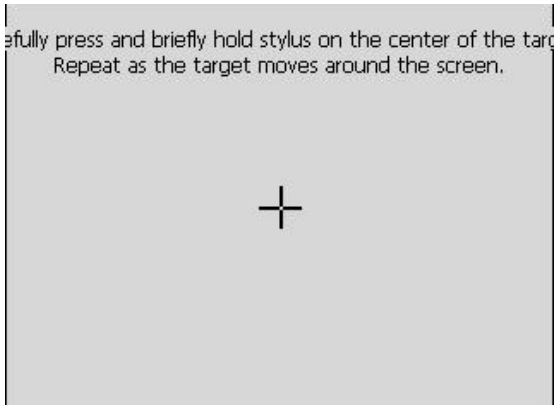 efully press and briefly hold stylus on the center of the targ
Repeat as the target moves around the screen.